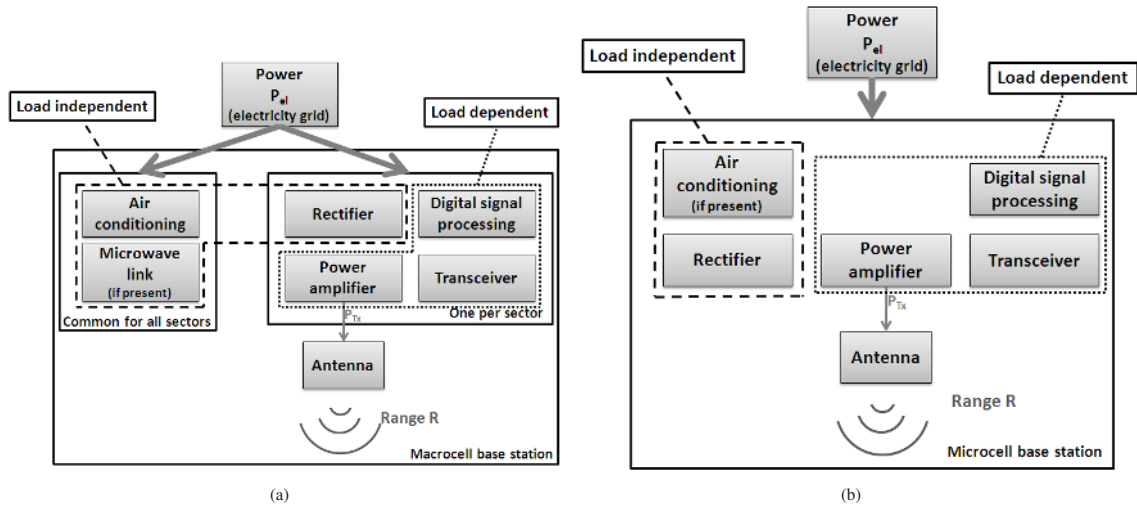 Power
Pel
(electricity grid)
Load independent
Load dependent
Air
conditioning
Microwave
link
(if present)
Common for all sectors
Rectifier
Digital signal
processing
Power
amplifier
Transceiver
One per sector
PTx
Antenna
Range R
Macrocell base station
(a)
Power
Pel
(electricity grid)
Load independent
Load dependent
Air
conditioning
(if present)
Rectifier
Digital signal
processing
Power
amplifier
Transceiver
PTx
Antenna
Range R
Microcell base station
(b)